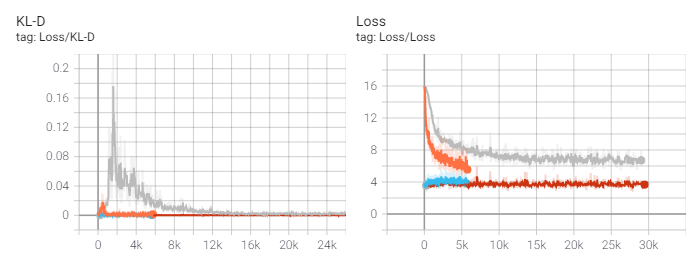 KL-D
tag: Loss/KL-D
0.2
0.16
0.12
0.08
0.04
0
0 4k 8k 12k 16k 20k 24k
Loss
tag: Loss/Loss
16
12
8
4
0
0 5k 10k 15k 20k 25k 30k